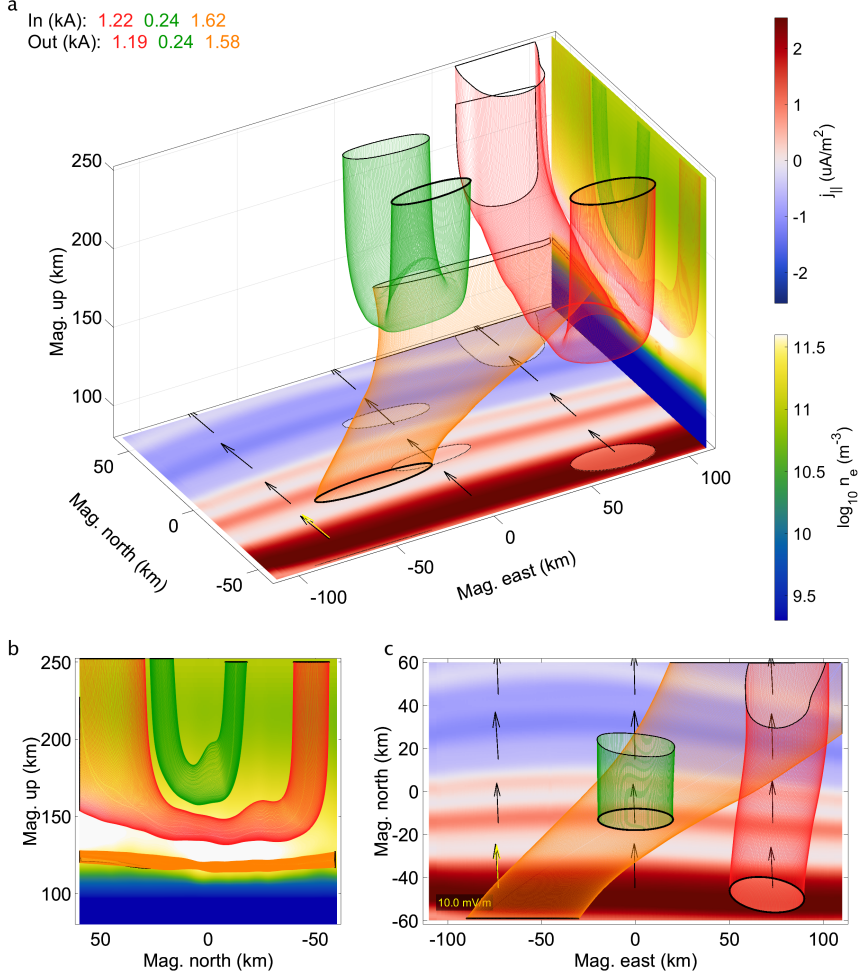 a
In (kA): 1.22 0.24 1.62
Out (kA): 1.19 0.24 1.58
250
200
150
100
Mag. up (km)
50
0
-50
Mag. north (km)
-100
-50
0
50
100
Mag. east (km)
2
1
0
-1
-2
j|| (uA/m²)
11.5
11
10.5
10
9.5
log₁₀ nₑ (m⁻³)
b
250
200
150
100
Mag. up (km)
50
0
-50
Mag. north (km)
c
60
40
20
0
-20
-40
-60
Mag. north (km)
10.0 mV/m
-100
-50
0
50
100
Mag. east (km)